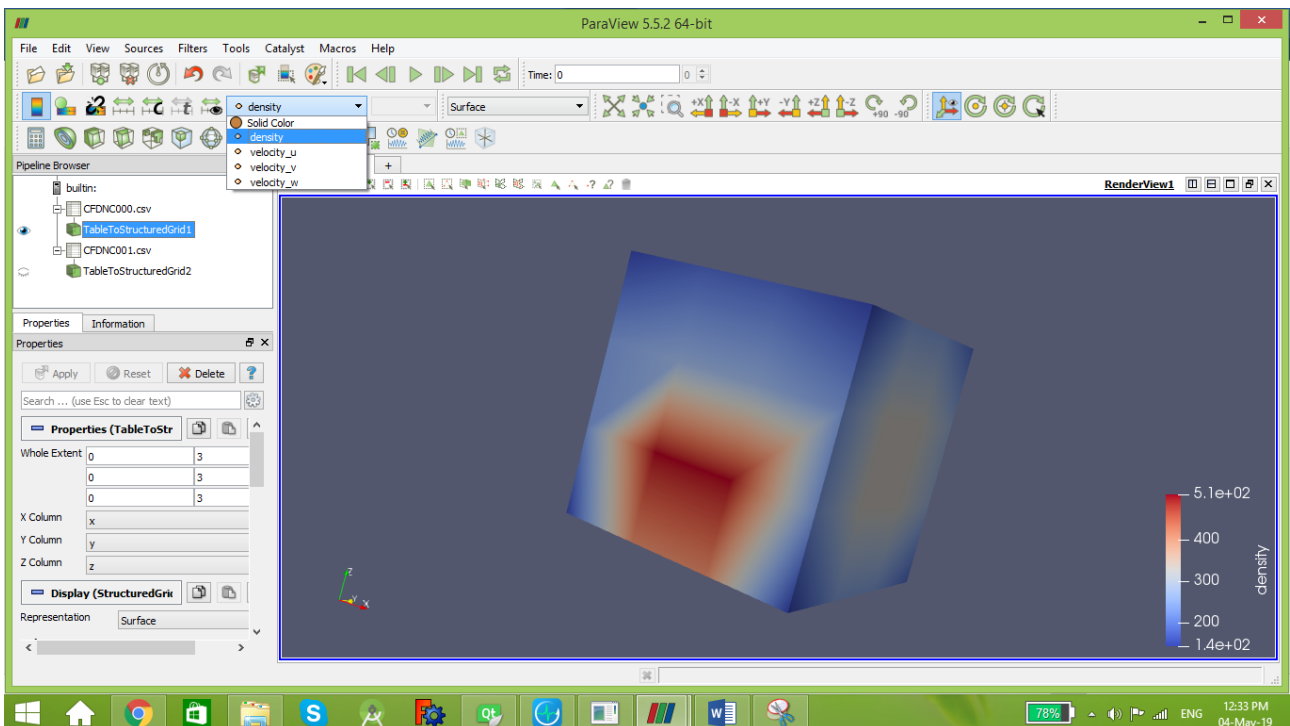 ParaView 5.5.2 64-bit
File Edit View Sources Filters Tools Catalyst Macros Help
Time: 0 0
density Surface +X -X +Y -Y +Z -Z +90 -90
Solid Color
density
velocity_u
velocity_v
velocity_w
Pipeline Browser
+
RenderView1
builtin:
CFDNC000.csv
TableToStructuredGrid1
CFDNC001.csv
TableToStructuredGrid2
Properties Information
Properties
Apply Reset Delete ?
Search ... (use Esc to clear text)
Properties (TableToStr
Whole Extent 0 3
0 3
0 3
X Column x
Y Column y
Z Column z
Display (StructuredGric
Representation Surface
Z
Y X
5.1e+02
400
300
200
1.4e+02
density
78% ENG 12:33 PM
04-May-19